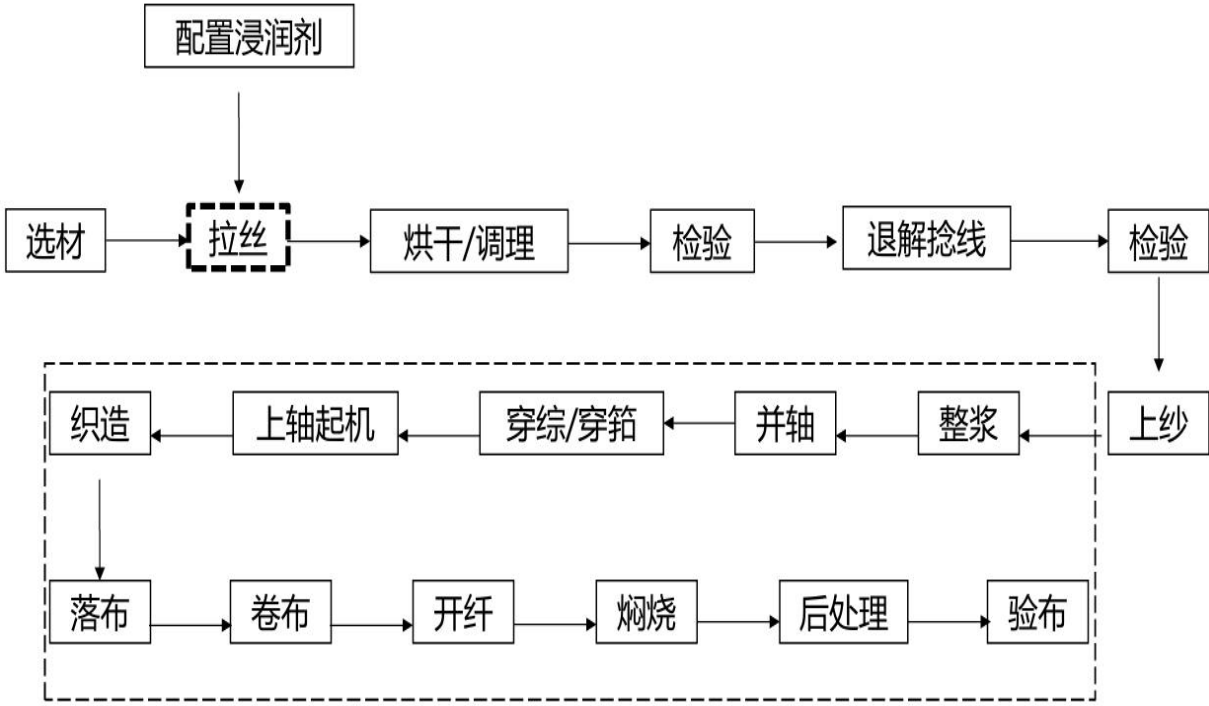 配置浸润剂
选材
拉丝
烘干/调理
检验
退解捻线
检验
织造
上轴起机
穿综/穿筘
并轴
整浆
上纱
落布
卷布
开纤
焖烧
后处理
验布